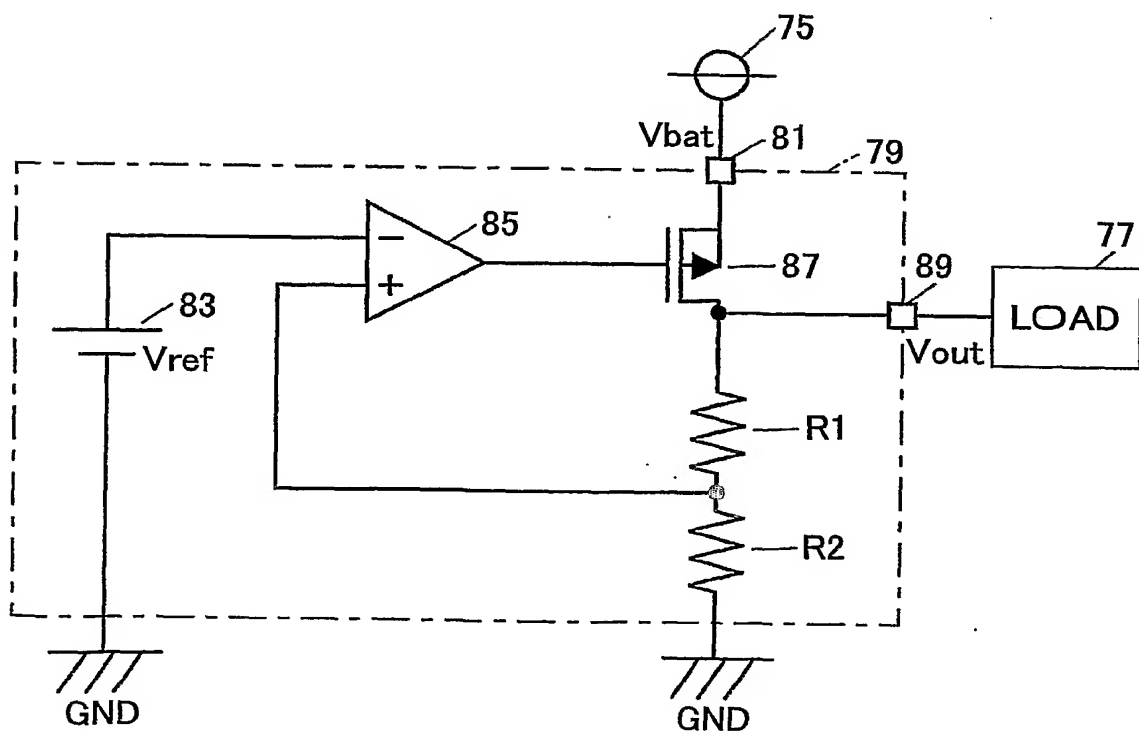 75
Vbat
81
79
85
87
77
89
LOAD
Vout
83
Vref
−
+
R1
R2
GND
GND